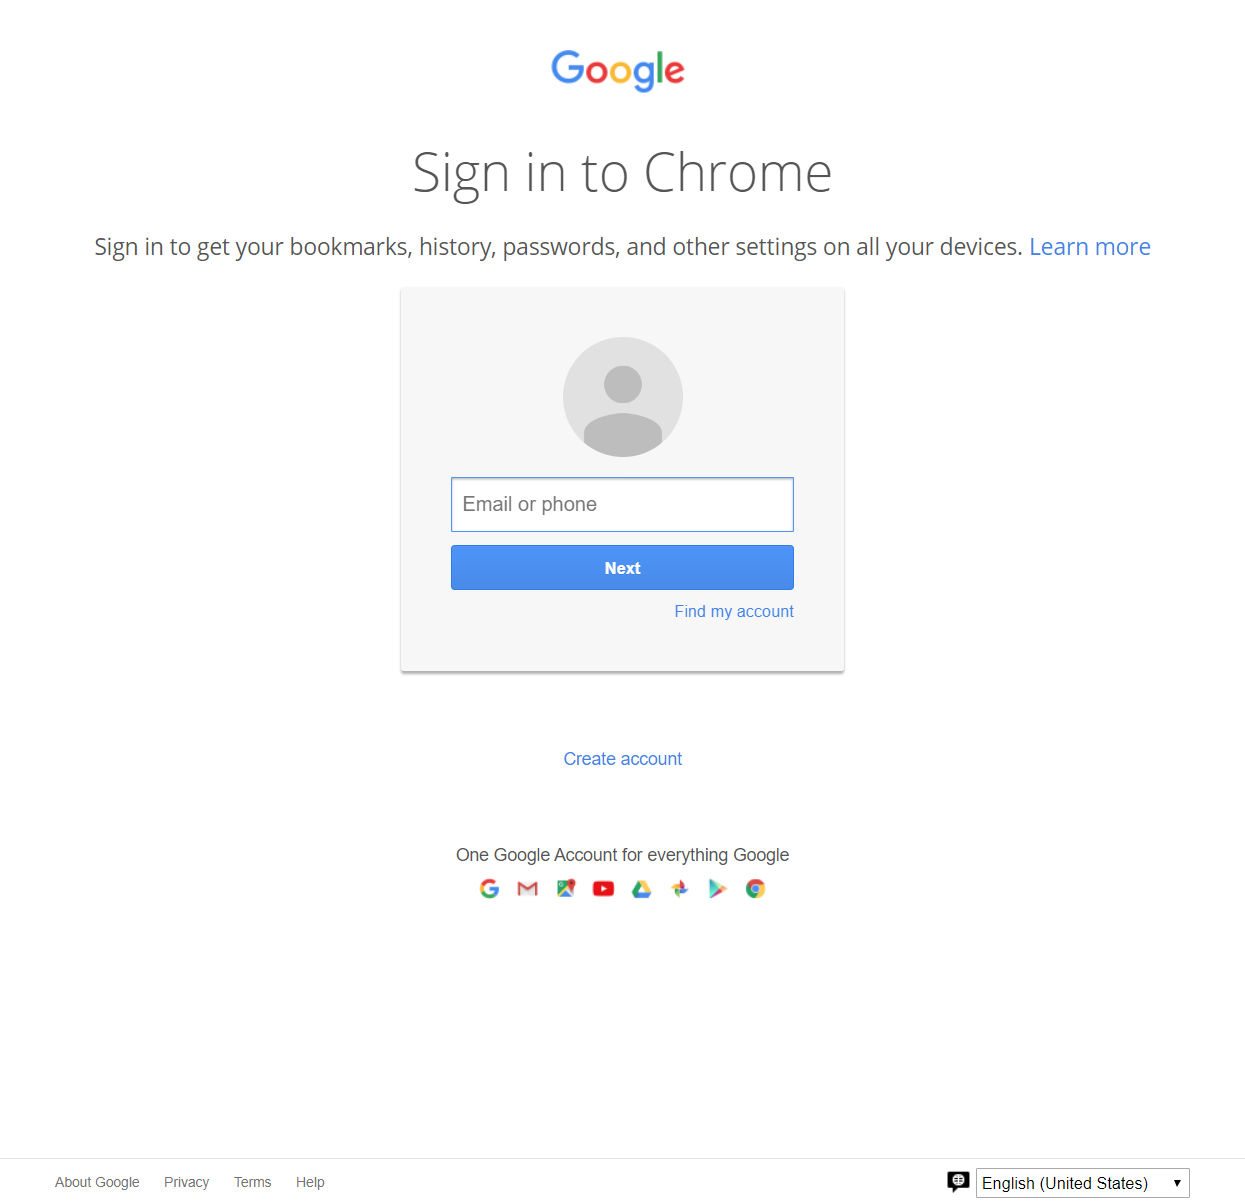 Google
Sign in to Chrome
Sign in to get your bookmarks, history, passwords, and other settings on all your devices. Learn more
Email or phone
Next
Find my account
Create account
One Google Account for everything Google
About Google Privacy Terms Help English (United States)